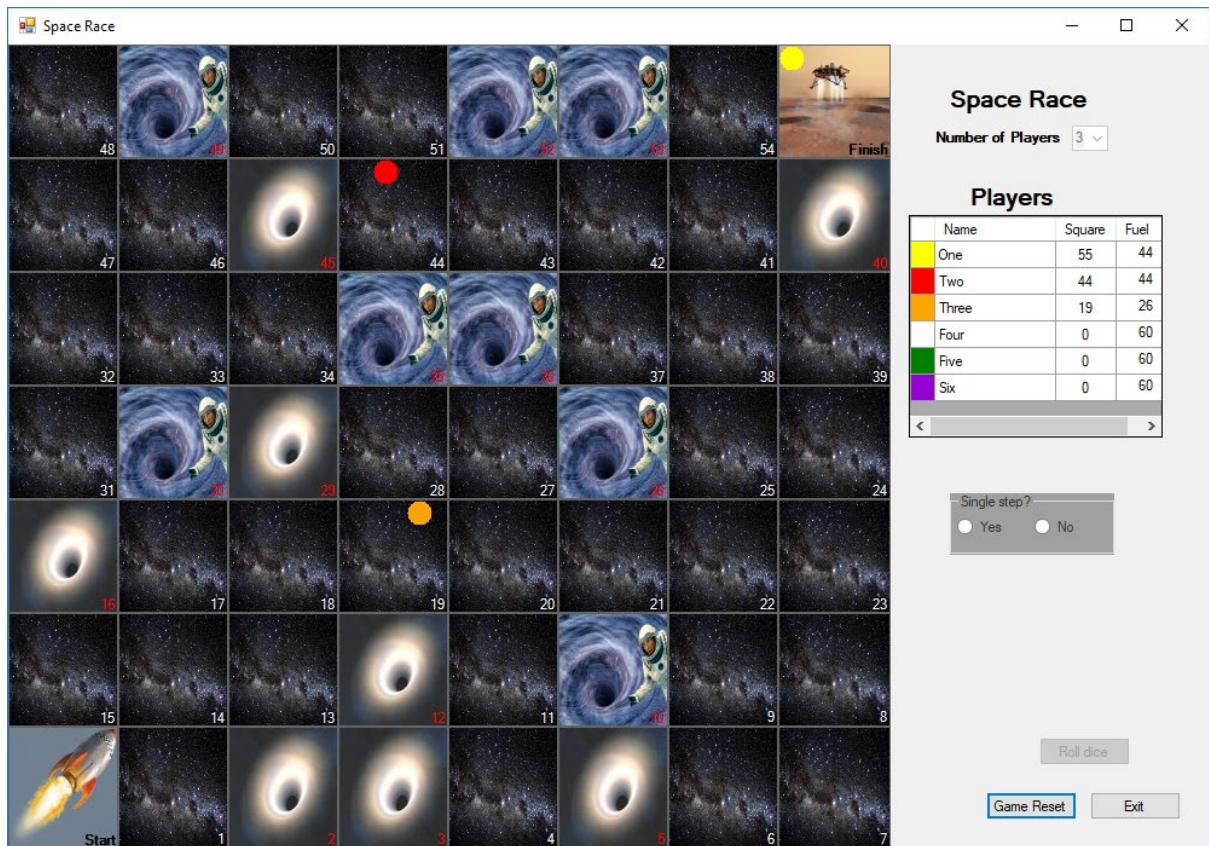 Space Race
48 49 50 51 52 53 54 Finish
47 46 45 44 43 42 41 40
32 33 34 35 36 37 38 39
31 30 29 28 27 26 25 24
16 17 18 19 20 21 22 23
15 14 13 12 11 10 9 8
Start 1 2 3 4 5 6 7
Space Race
Number of Players 3
Players
Name Square Fuel
One 55 44
Two 44 44
Three 19 26
Four 0 60
Five 0 60
Six 0 60
Single step?
Yes No
Roll dice
Game Reset Exit